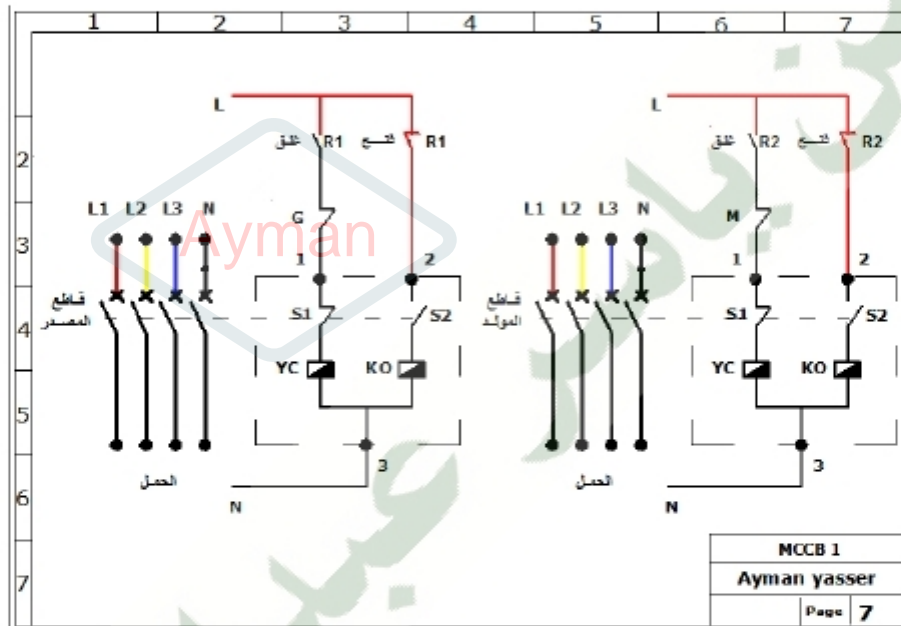 1 2 3 4 5 6 7
L
غلق R1 فتح R1
L1 L2 L3 N
G
Ayman
1 2
قاطع
المصدر
S1 S2
YC KO
3
الحمل
N
L
غلق R2 فتح R2
L1 L2 L3 N
M
1 2
قاطع
المولد
S1 S2
YC KO
3
الحمل
N
2
3
4
5
6
7
MCCB 1
Ayman yasser
Page 7
ياسر